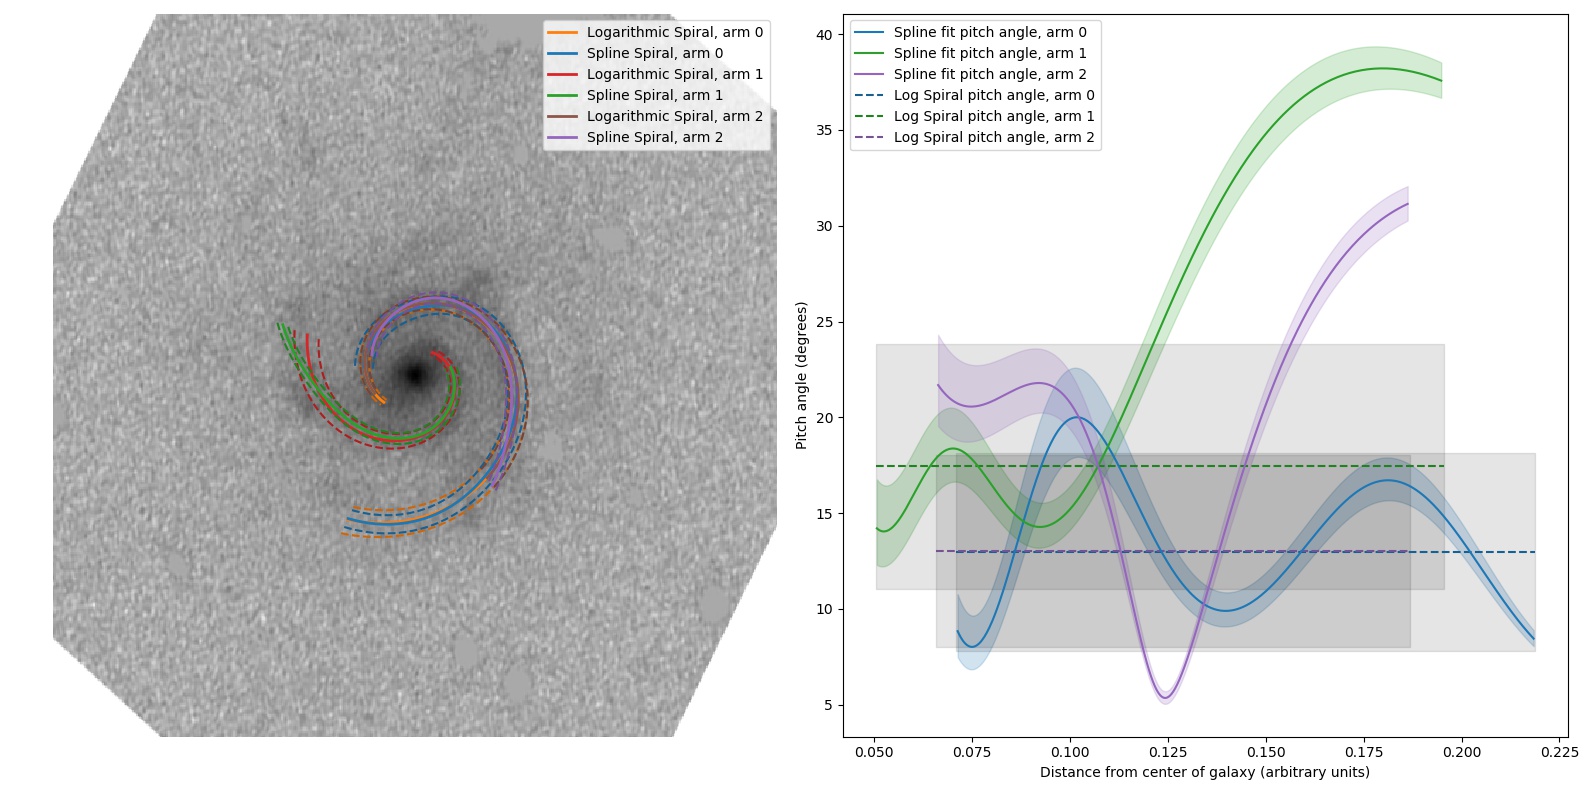 Logarithmic Spiral, arm 0
Spline Spiral, arm 0
Logarithmic Spiral, arm 1
Spline Spiral, arm 1
Logarithmic Spiral, arm 2
Spline Spiral, arm 2
Spline fit pitch angle, arm 0
Spline fit pitch angle, arm 1
Spline fit pitch angle, arm 2
Log Spiral pitch angle, arm 0
Log Spiral pitch angle, arm 1
Log Spiral pitch angle, arm 2
Pitch angle (degrees)
40
35
30
25
20
15
10
5
0.050 0.075 0.100 0.125 0.150 0.175 0.200 0.225
Distance from center of galaxy (arbitrary units)